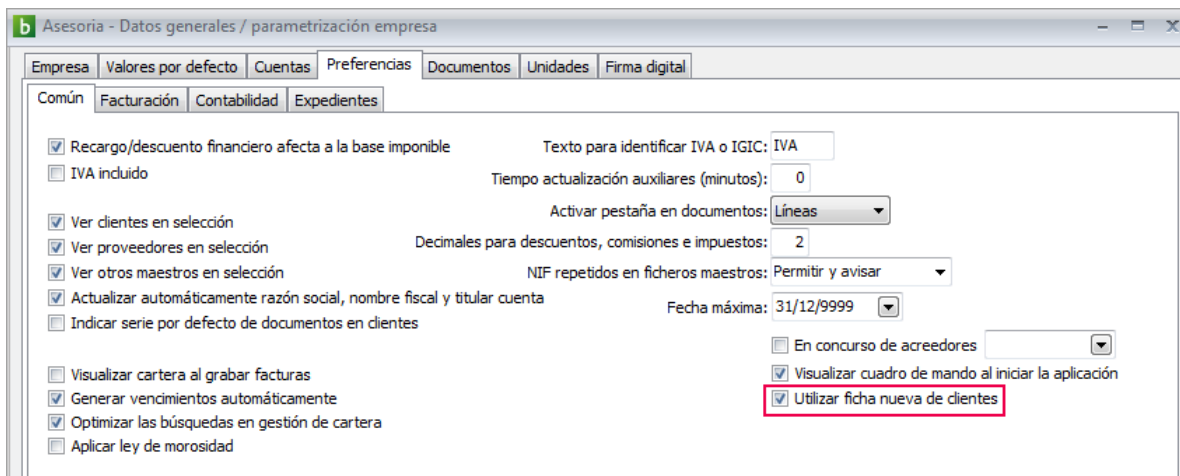 b Asesoria - Datos generales / parametrización empresa
Empresa Valores por defecto Cuentas Preferencias Documentos Unidades Firma digital
Común Facturación Contabilidad Expedientes
Recargo/descuento financiero afecta a la base imponible
IVA incluido
Ver clientes en selección
Ver proveedores en selección
Ver otros maestros en selección
Actualizar automáticamente razón social, nombre fiscal y titular cuenta
Indicar serie por defecto de documentos en clientes
Visualizar cartera al grabar facturas
Generar vencimientos automáticamente
Optimizar las búsquedas en gestión de cartera
Aplicar ley de morosidad
Texto para identificar IVA o IGIC: IVA
Tiempo actualización auxiliares (minutos): 0
Activar pestaña en documentos: Líneas
Decimales para descuentos, comisiones e impuestos: 2
NIF repetidos en ficheros maestros: Permitir y avisar
Fecha máxima: 31/12/9999
En concurso de acreedores
Visualizar cuadro de mando al iniciar la aplicación
Utilizar ficha nueva de clientes